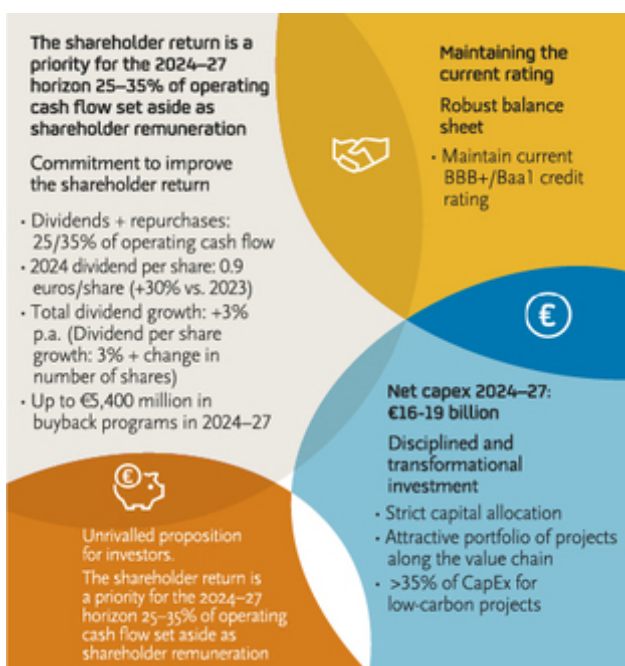 The shareholder return is a
priority for the 2024–27
horizon 25–35% of operating
cash flow set aside as
shareholder remuneration
Commitment to improve
the shareholder return
· Dividends + repurchases:
25/35% of operating cash flow
· 2024 dividend per share: 0.9
euros/share (+30% vs. 2023)
· Total dividend growth: +3%
p.a. (Dividend per share
growth: 3% + change in
number of shares)
· Up to €5,400 million in
buyback programs in 2024–27
Maintaining the
current rating
Robust balance
sheet
· Maintain current
BBB+/Baa1 credit
rating
€
Net capex 2024–27:
€16-19 billion
Disciplined and
transformational
investment
· Strict capital allocation
· Attractive portfolio of projects
along the value chain
· >35% of CapEx for
low-carbon projects
€
Unrivalled proposition
for investors.
The shareholder return is
a priority for the 2024–27
horizon 25–35% of operating
cash flow set aside as
shareholder remuneration